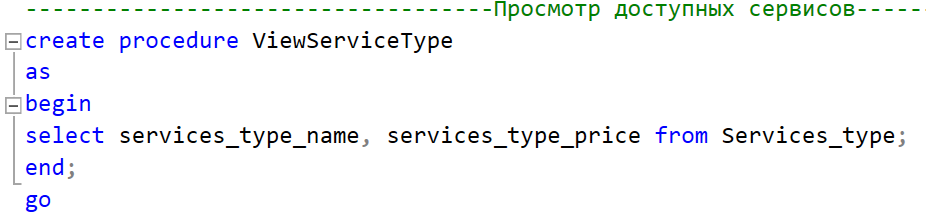 -----------------------------------Просмотр доступных сервисов-----
create procedure ViewServiceType
as
begin
select services_type_name, services_type_price from Services_type;
end;
go